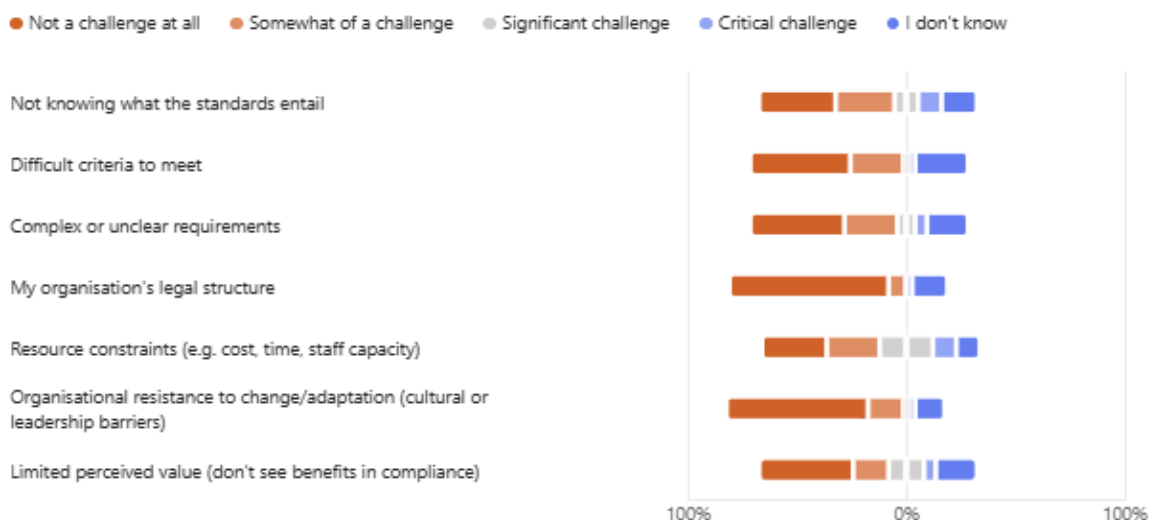 Not a challenge at all Somewhat of a challenge Significant challenge Critical challenge I don't know
Not knowing what the standards entail
Difficult criteria to meet
Complex or unclear requirements
My organisation's legal structure
Resource constraints (e.g. cost, time, staff capacity)
Organisational resistance to change/adaptation (cultural or
leadership barriers)
Limited perceived value (don't see benefits in compliance)
100% 0% 100%